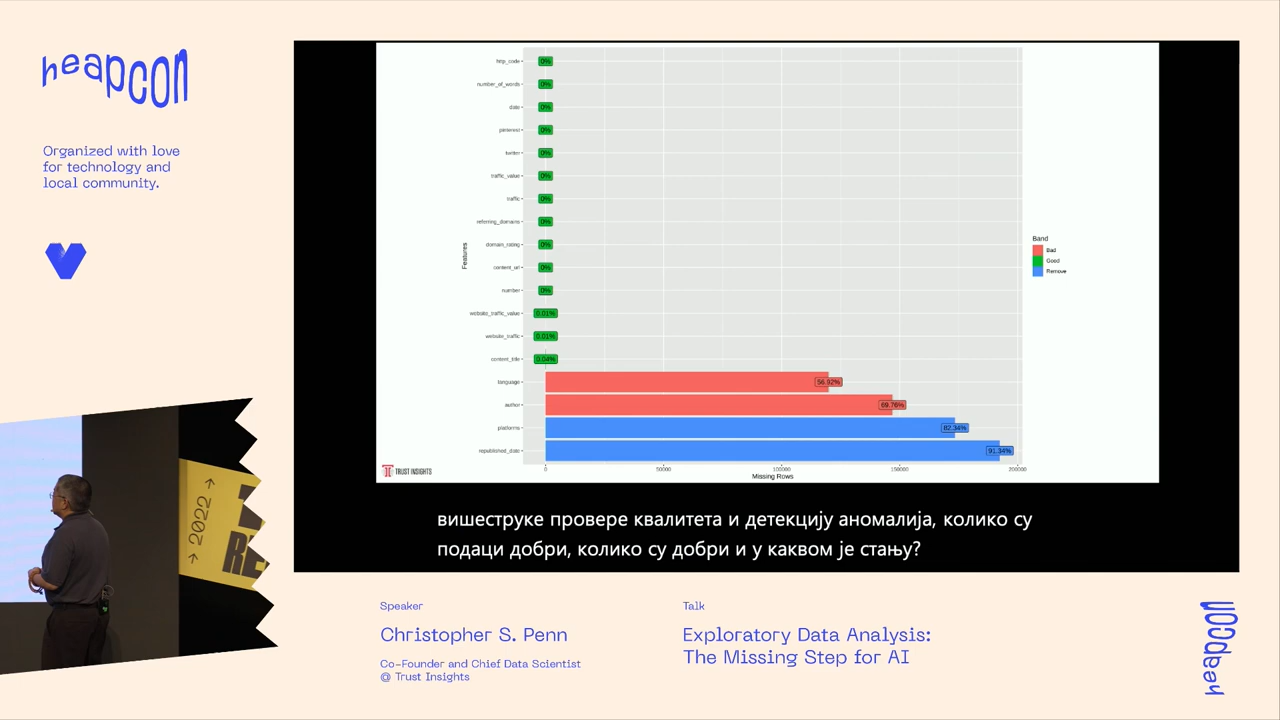 heapcon
Organized with love
for technology and
local community.
http_code 0%
number_of_words 0%
date 0%
pinterest 0%
twitter 0%
traffic_value 0%
traffic 0%
referring_domains 0%
domain_rating 0%
content_url 0%
number 0%
website_traffic_value 0.01%
website_traffic 0.01%
content_title 0.04%
language 56.92%
author 69.76%
platforms 82.34%
republished_date 91.34%
Features
0 50000 100000 150000 200000
Missing Rows
Band
Bad
Good
Remove
TRUST INSIGHTS
вишеструке провере квалитета и детекцију аномалија, колико су
подаци добри, колико су добри и у каквом је стању?
→ 2022 →
Speaker
Christopher S. Penn
Co-Founder and Chief Data Scientist
@ Trust Insights
Talk
Exploratory Data Analysis:
The Missing Step for AI
heapcon